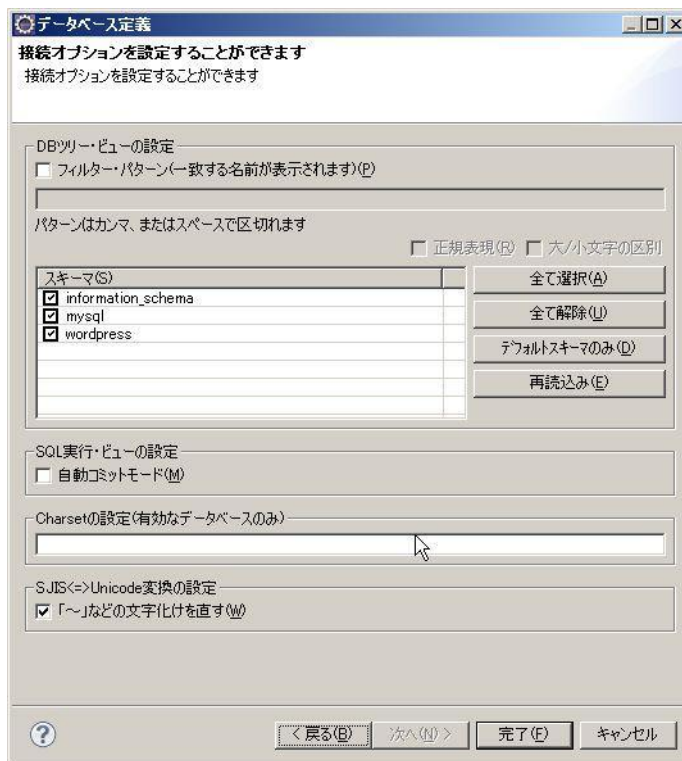 データベース定義
接続オプションを設定することができます
接続オプションを設定することができます
DBツリー・ビューの設定
フィルター・パターン(一致する名前が表示されます)(P)
パターンはカンマ、またはスペースで区切れます
正規表現(R) 大/小文字の区別
スキーマ(S)
information_schema
mysql
wordpress
全て選択(A)
全て解除(U)
デフォルトスキーマのみ(D)
再読込み(E)
SQL実行・ビューの設定
自動コミットモード(M)
Charsetの設定(有効なデータベースのみ)
SJIS<=>Unicode変換の設定
「～」などの文字化けを直す(W)
< 戻る(B) 次へ(N) > 完了(F) キャンセル